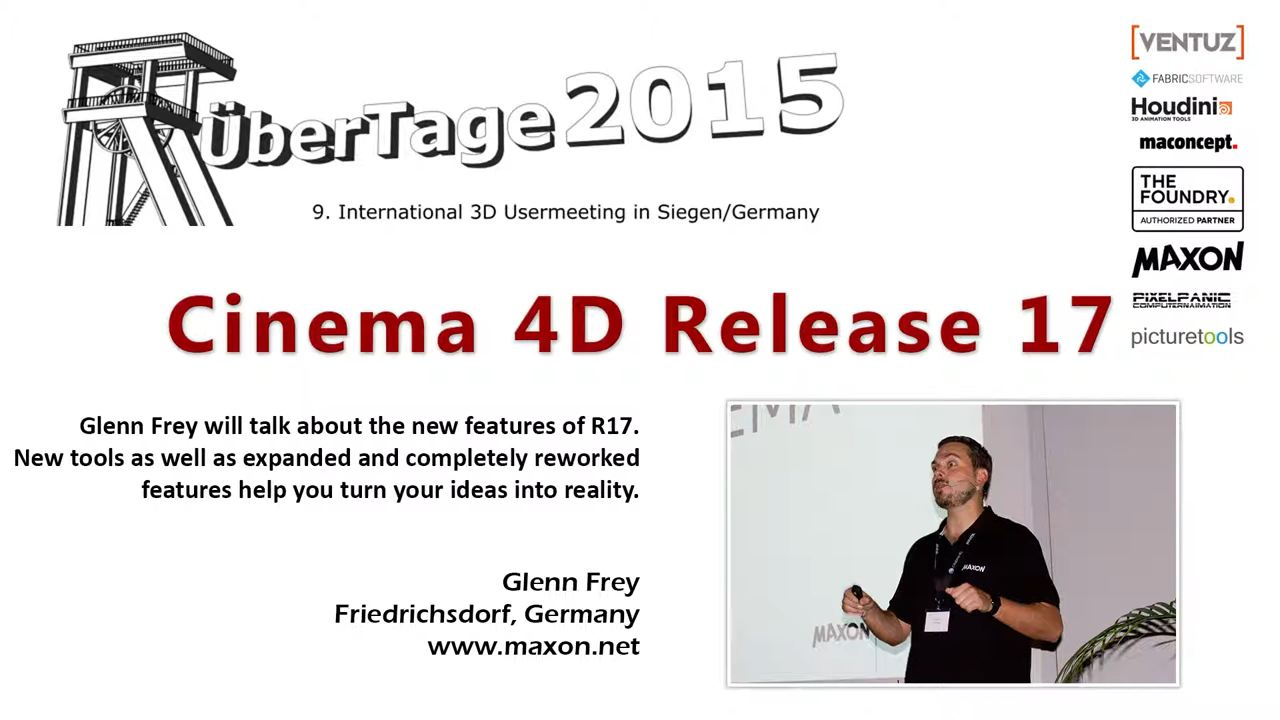 ÜberTage 2015
9. International 3D Usermeeting in Siegen/Germany
[VENTUZ]
FABRICSOFTWARE
Houdini
3D ANIMATION TOOLS
maconcept.
THE
FOUNDRY.
AUTHORIZED PARTNER
MAXON
PIXELPANIC
COMPUTERANIMATION
picturetools
Cinema 4D Release 17
Glenn Frey will talk about the new features of R17.
New tools as well as expanded and completely reworked
features help you turn your ideas into reality.
Glenn Frey
Friedrichsdorf, Germany
www.maxon.net
EMA
MAXON
MAXON